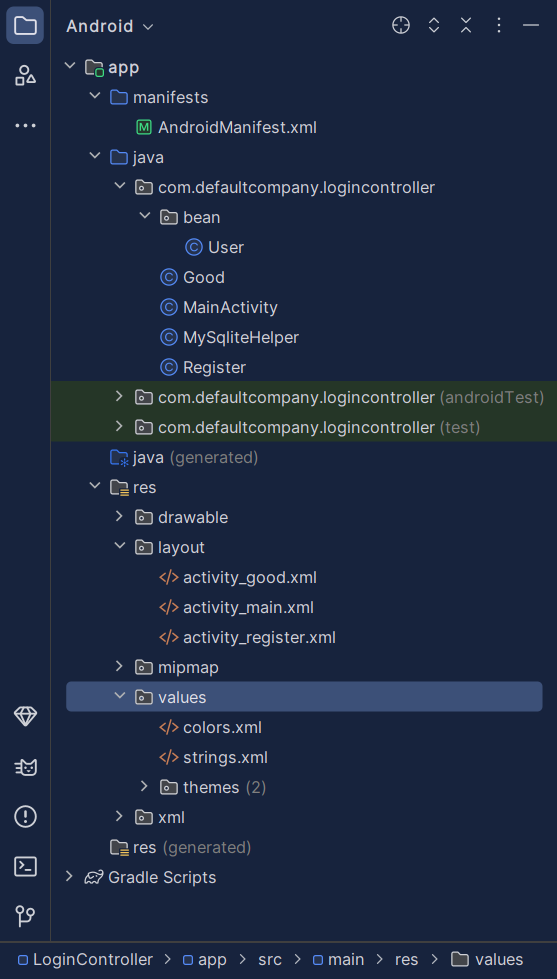 Android
app
manifests
M AndroidManifest.xml
java
com.defaultcompany.logincontroller
bean
C User
C Good
C MainActivity
C MySqliteHelper
C Register
com.defaultcompany.logincontroller (androidTest)
com.defaultcompany.logincontroller (test)
java (generated)
res
drawable
layout
</> activity_good.xml
</> activity_main.xml
</> activity_register.xml
mipmap
values
</> colors.xml
</> strings.xml
themes (2)
xml
res (generated)
Gradle Scripts
LoginController > app > src > main > res > values